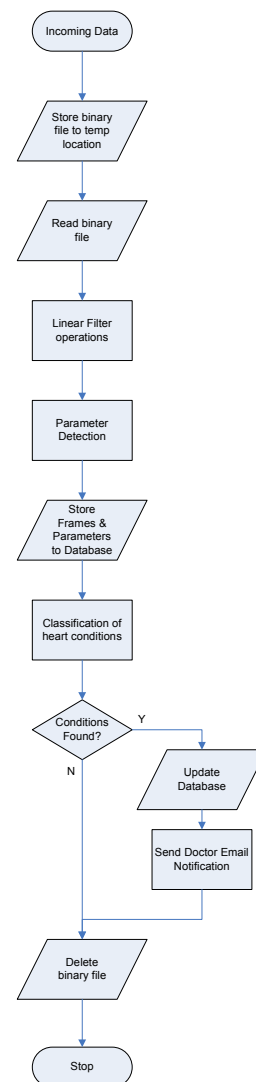 Incoming Data
Store binary
file to temp
location
Read binary
file
Linear Filter
operations
Parameter
Detection
Store
Frames &
Parameters
to Database
Classification of
heart conditions
Conditions
Found?
Y
N
Update
Database
Send Doctor Email
Notification
Delete
binary file
Stop